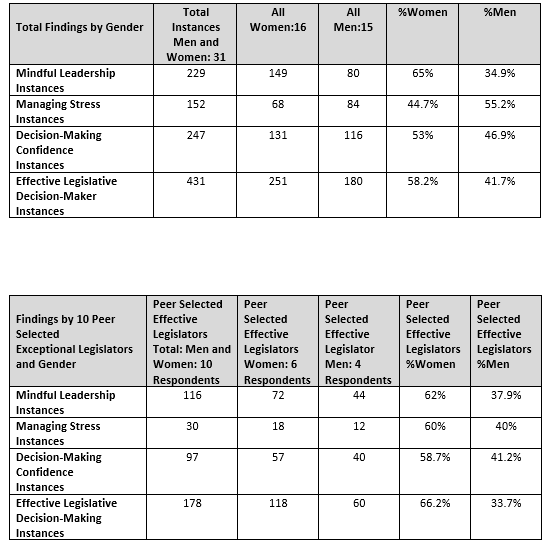 Total Findings by Gender
Total
Instances
Men and
Women: 31
All
Women:16
All
Men:15
%Women
%Men
Mindful Leadership
Instances
229
149
80
65%
34.9%
Managing Stress
Instances
152
68
84
44.7%
55.2%
Decision-Making
Confidence
Instances
247
131
116
53%
46.9%
Effective Legislative
Decision-Maker
Instances
431
251
180
58.2%
41.7%
Findings by 10 Peer
Selected
Exceptional Legislators
and Gender
Peer Selected
Effective
Legislators
Total: Men and
Women: 10
Respondents
Peer
Selected
Effective
Legislators
Women: 6
Respondents
Peer
Selected
Effective
Legislator
Men: 4
Respondents
Peer
Selected
Effective
Legislators
%Women
Peer
Selected
Effective
Legislators
%Men
Mindful Leadership
Instances
116
72
44
62%
37.9%
Managing Stress
Instances
30
18
12
60%
40%
Decision-Making
Confidence
Instances
97
57
40
58.7%
41.2%
Effective Legislative
Decision-Making
Instances
178
118
60
66.2%
33.7%